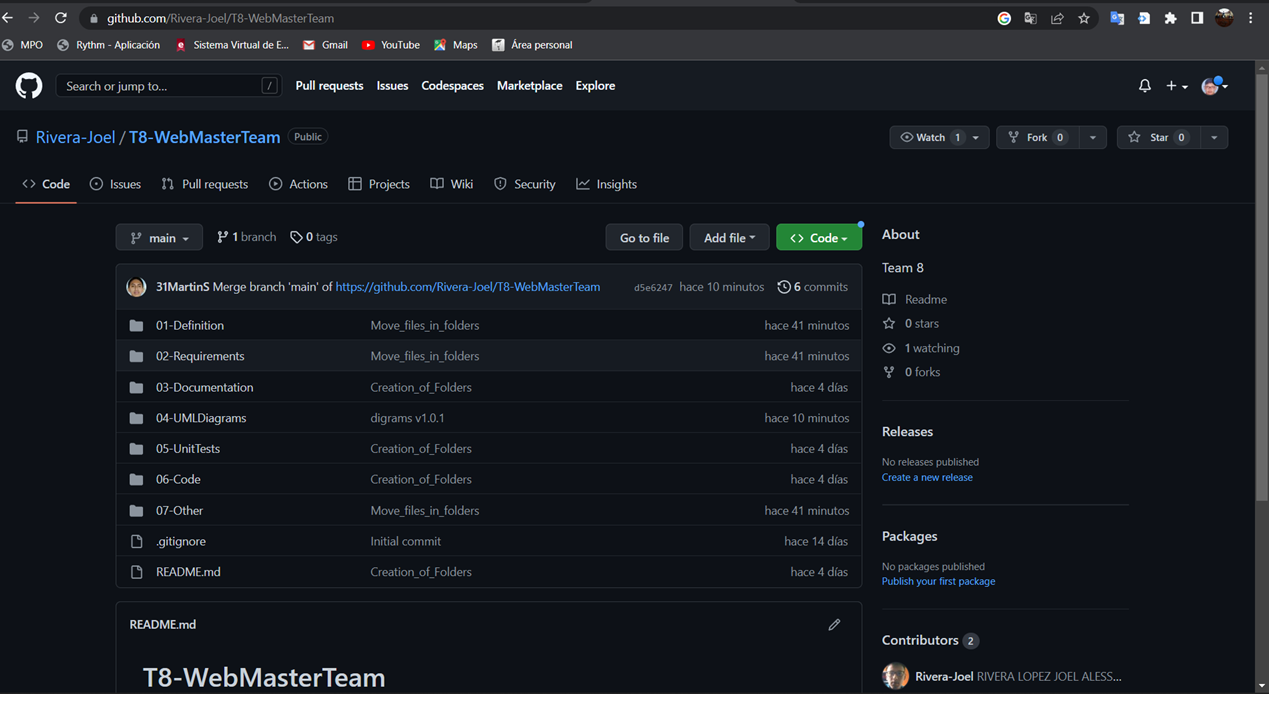 github.com/Rivera-Joel/T8-WebMasterTeam
MPO Rythm - Aplicación Sistema Virtual de E... Gmail YouTube Maps Área personal
Search or jump to... / Pull requests Issues Codespaces Marketplace Explore
Rivera-Joel / T8-WebMasterTeam Public Watch 1 Fork 0 Star 0
Code Issues Pull requests Actions Projects Wiki Security Insights
main 1 branch 0 tags Go to file Add file Code
31MartinS Merge branch 'main' of https://github.com/Rivera-Joel/T8-WebMasterTeam d5e6247 hace 10 minutos 6 commits
01-Definition Move_files_in_folders hace 41 minutos
02-Requirements Move_files_in_folders hace 41 minutos
03-Documentation Creation_of_Folders hace 4 días
04-UMLDiagrams digrams v1.0.1 hace 10 minutos
05-UnitTests Creation_of_Folders hace 4 días
06-Code Creation_of_Folders hace 4 días
07-Other Move_files_in_folders hace 41 minutos
.gitignore Initial commit hace 14 días
README.md Creation_of_Folders hace 4 días
README.md
T8-WebMasterTeam
About
Team 8
Readme
0 stars
1 watching
0 forks
Releases
No releases published
Create a new release
Packages
No packages published
Publish your first package
Contributors 2
Rivera-Joel RIVERA LOPEZ JOEL ALESS...